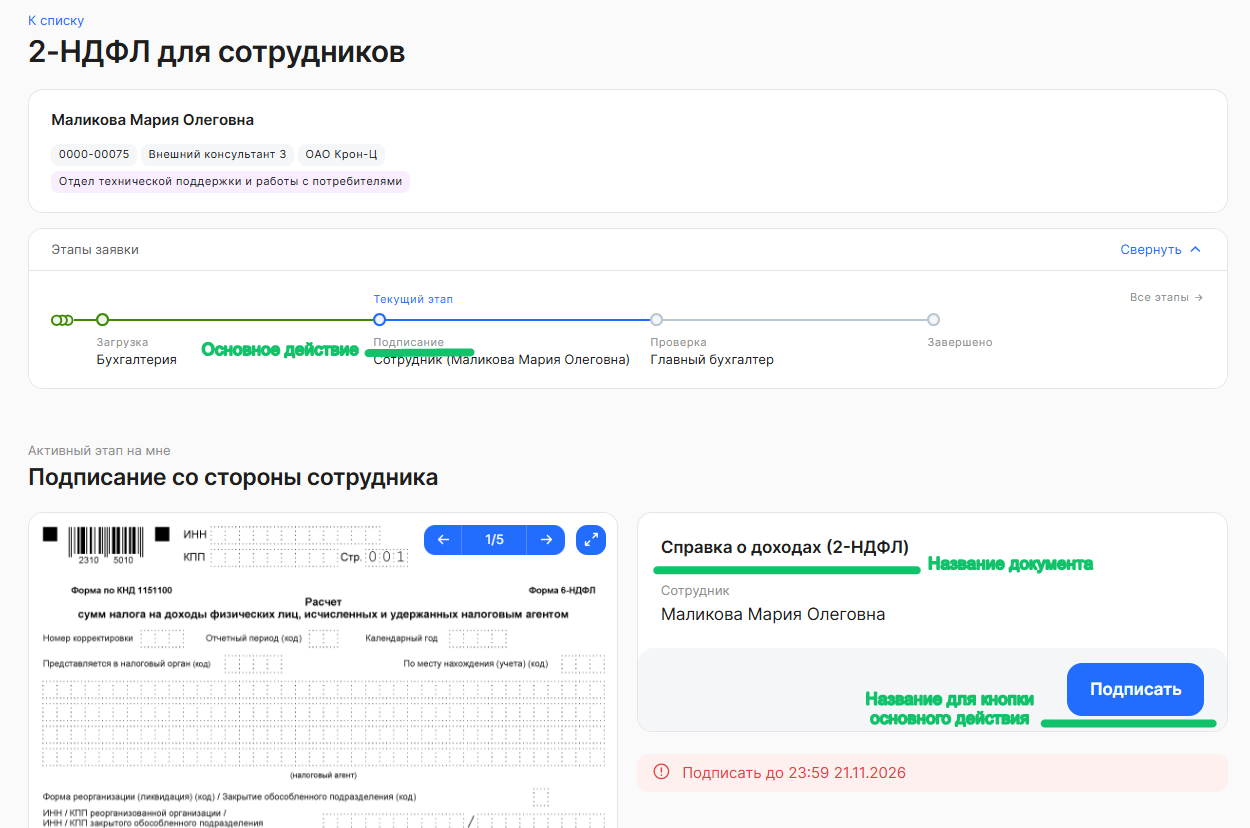 К списку
2-НДФЛ для сотрудников
Маликова Мария Олеговна
0000-00075 Внешний консультант 3 ОАО Крон-Ц
Отдел технической поддержки и работы с потребителями
Этапы заявки
Свернуть
Текущий этап
Все этапы →
Загрузка
Бухгалтерия
Основное действие
Подписание
Сотрудник (Маликова Мария Олеговна)
Проверка
Главный бухгалтер
Завершено
Активный этап на мне
Подписание со стороны сотрудника
2310 5010
ИНН
КПП
Стр. 001
← 1/5 →
Форма по КНД 1151100
Форма 6-НДФЛ
Расчет
сумм налога на доходы физических лиц, исчисленных и удержанных налоговым агентом
Номер корректировки
Отчетный период (код)
Календарный год
Представляется в налоговый орган (код)
По месту нахождения (учета) (код)
(налоговый агент)
Форма реорганизации (ликвидация) (код) / Закрытие обособленного подразделения (код)
ИНН / КПП реорганизованной организации /
ИНН / КПП закрытого обособленного подразделения
/
Справка о доходах (2-НДФЛ)
Название документа
Сотрудник
Маликова Мария Олеговна
Название для кнопки
основного действия
Подписать
Подписать до 23:59 21.11.2026